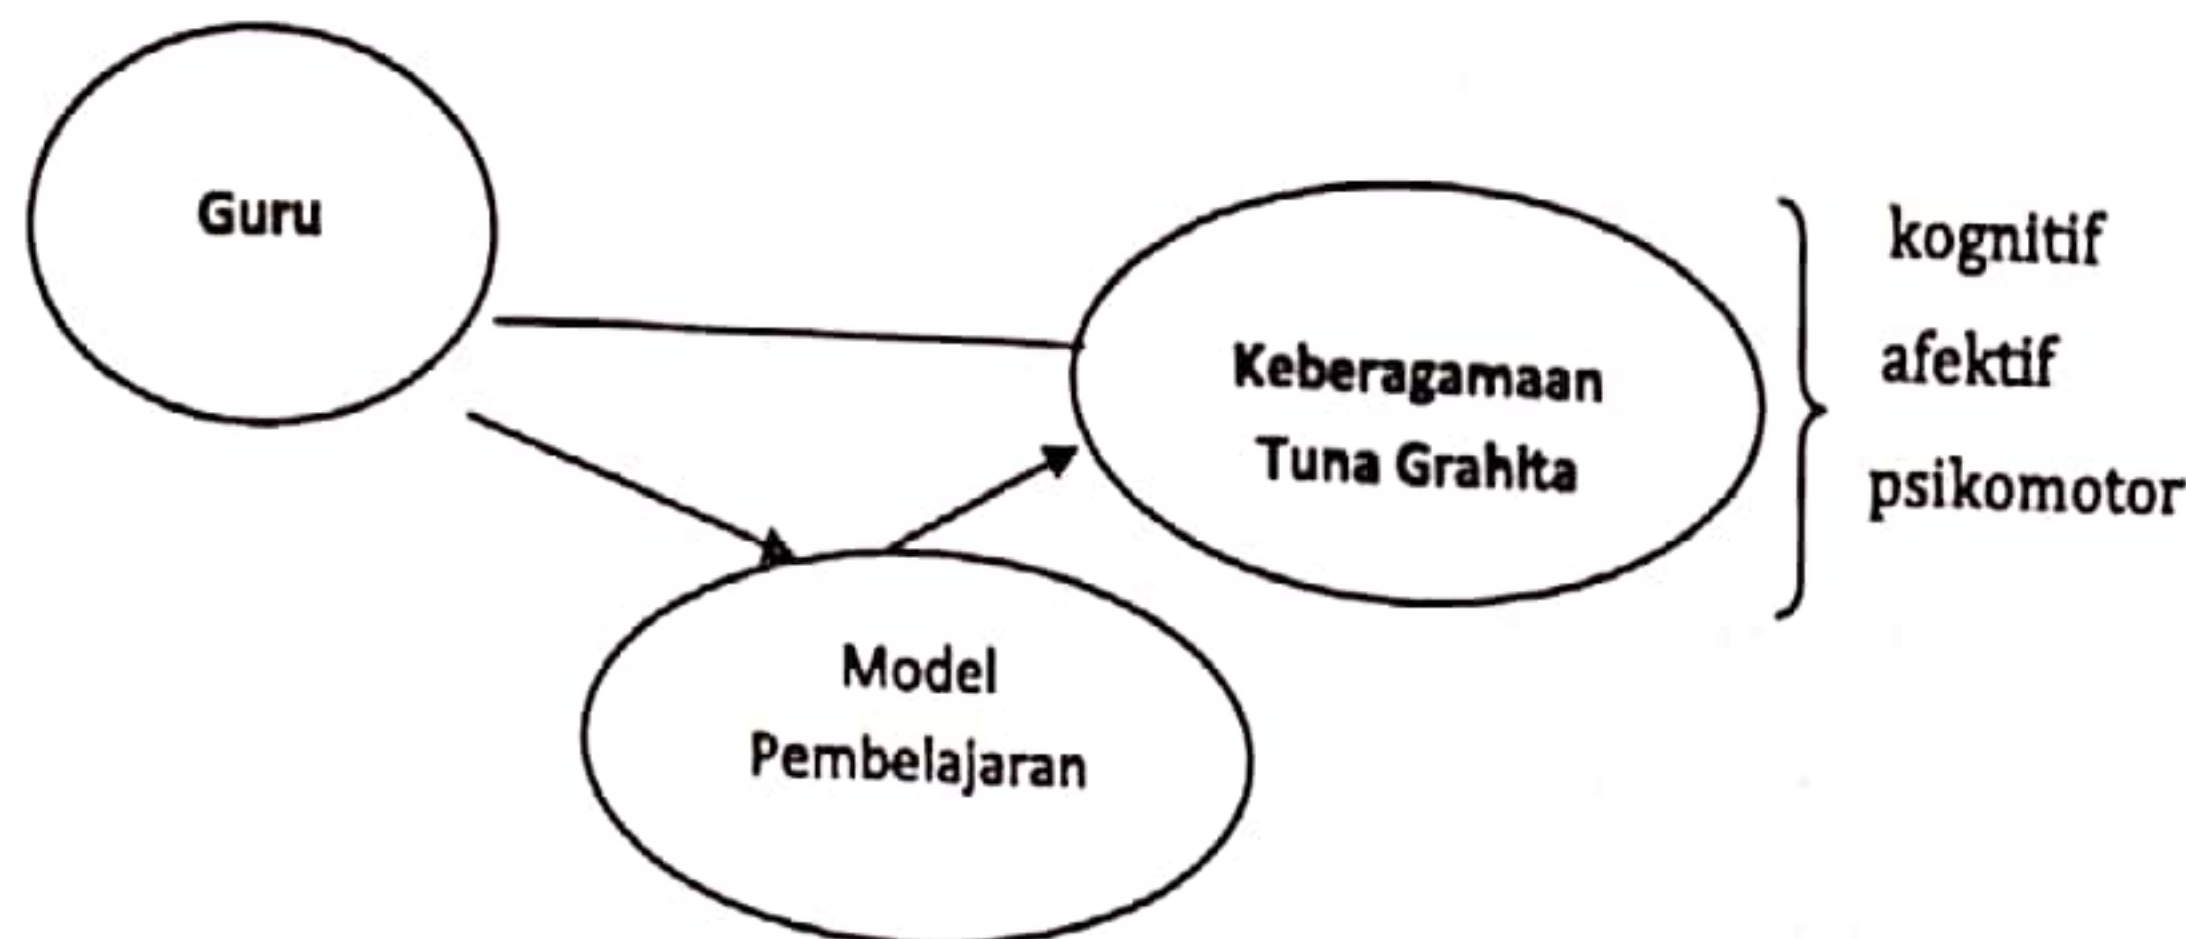 Guru
Keberagamaan
Tuna Grahita
kognitif
afektif
psikomotor
Model
Pembelajaran